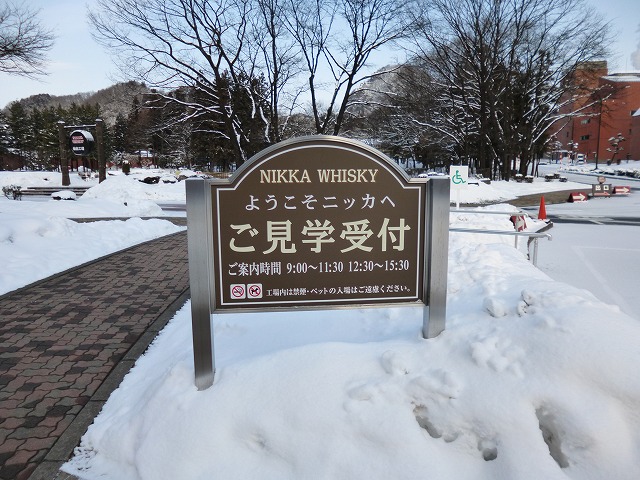 NIKKA WHISKY
ようこそニッカへ
ご見学受付
ご案内時間 9:00～11:30 12:30～15:30
工場内は禁煙・ペットの入場はご遠慮ください。